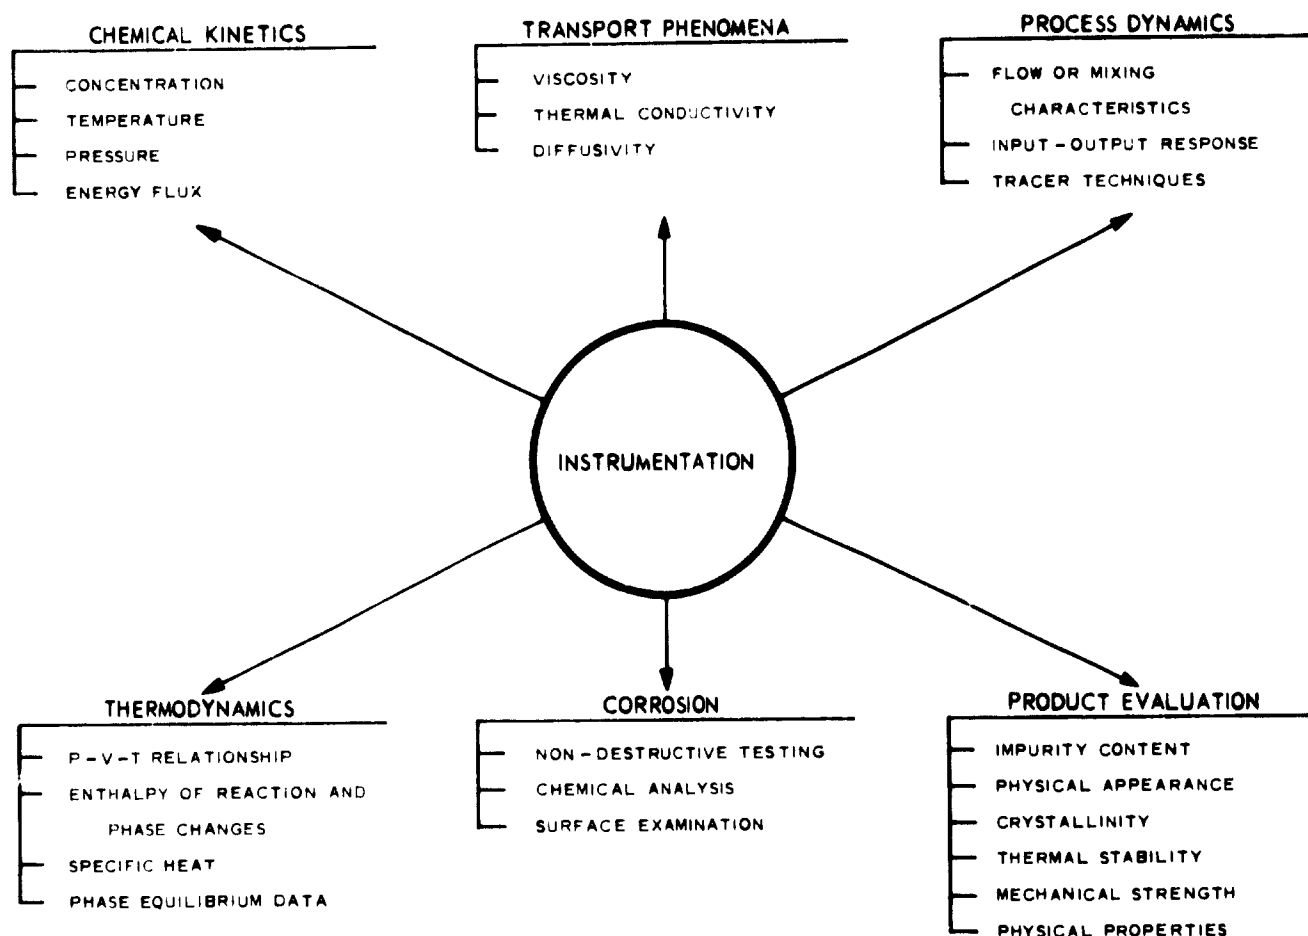 CHEMICAL KINETICS
CONCENTRATION
TEMPERATURE
PRESSURE
ENERGY FLUX
TRANSPORT PHENOMENA
VISCOSITY
THERMAL CONDUCTIVITY
DIFFUSIVITY
PROCESS DYNAMICS
FLOW OR MIXING
CHARACTERISTICS
INPUT-OUTPUT RESPONSE
TRACER TECHNIQUES
INSTRUMENTATION
THERMODYNAMICS
P-V-T RELATIONSHIP
ENTHALPY OF REACTION AND
PHASE CHANGES
SPECIFIC HEAT
PHASE EQUILIBRIUM DATA
CORROSION
NON-DESTRUCTIVE TESTING
CHEMICAL ANALYSIS
SURFACE EXAMINATION
PRODUCT EVALUATION
IMPURITY CONTENT
PHYSICAL APPEARANCE
CRYSTALLINITY
THERMAL STABILITY
MECHANICAL STRENGTH
PHYSICAL PROPERTIES